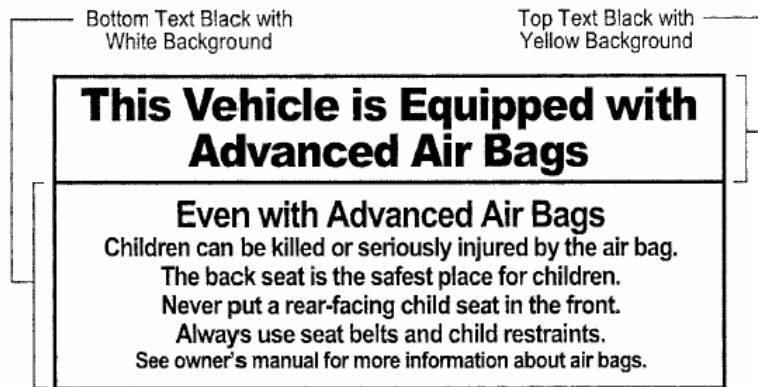 Bottom Text Black with
White Background
Top Text Black with
Yellow Background
This Vehicle is Equipped with
Advanced Air Bags
Even with Advanced Air Bags
Children can be killed or seriously injured by the air bag.
The back seat is the safest place for children.
Never put a rear-facing child seat in the front.
Always use seat belts and child restraints.
See owner's manual for more information about air bags.